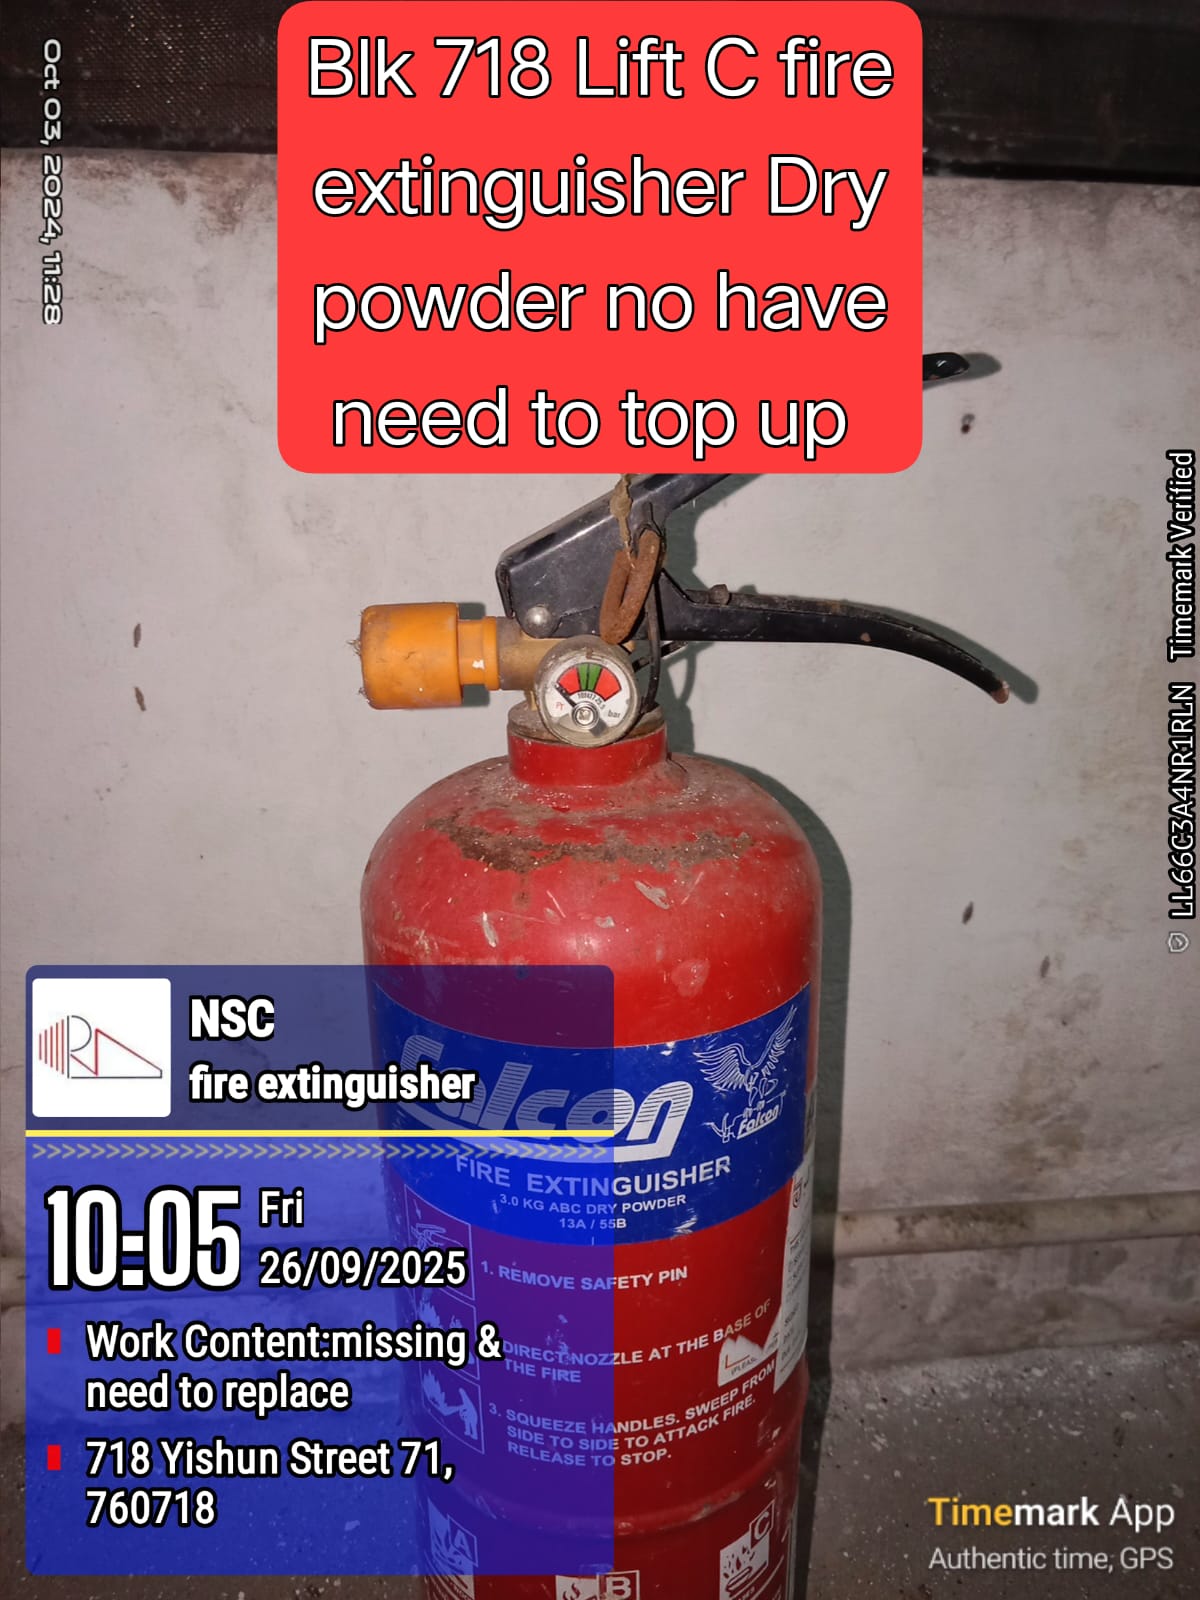 Oct 03, 2024, 11:28
Blk 718 Lift C fire
extinguisher Dry
powder no have
need to top up
Timemark Verified
LL66C3A4NR1RLN
bar
Falcon
Falcon
FIRE EXTINGUISHER
3.0 KG ABC DRY POWDER
13A / 55B
1. REMOVE SAFETY PIN
DIRECT NOZZLE AT THE BASE OF
THE FIRE
3. SQUEEZE HANDLES. SWEEP FROM
SIDE TO SIDE TO ATTACK FIRE.
RELEASE TO STOP.
A
B
C
NSC
fire extinguisher
10:05
Fri
26/09/2025
Work Content:missing &
need to replace
718 Yishun Street 71,
760718
Timemark App
Authentic time, GPS